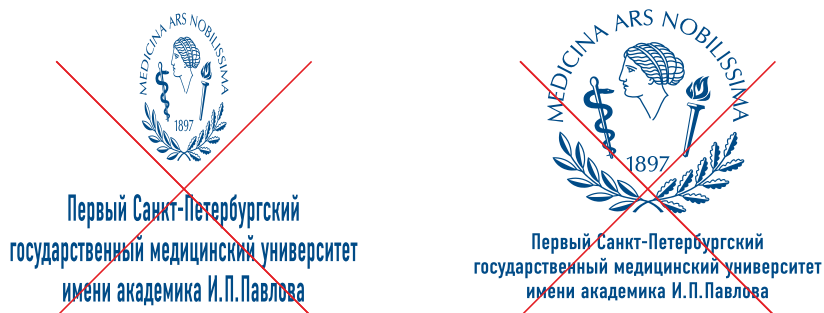 MEDICINA ARS NOBILISSIMA
1897
Первый Санкт-Петербургский
государственный медицинский университет
имени академика И.П.Павлова
MEDICINA ARS NOBILISSIMA
1897
Первый Санкт-Петербургский
государственный медицинский университет
имени академика И.П.Павлова